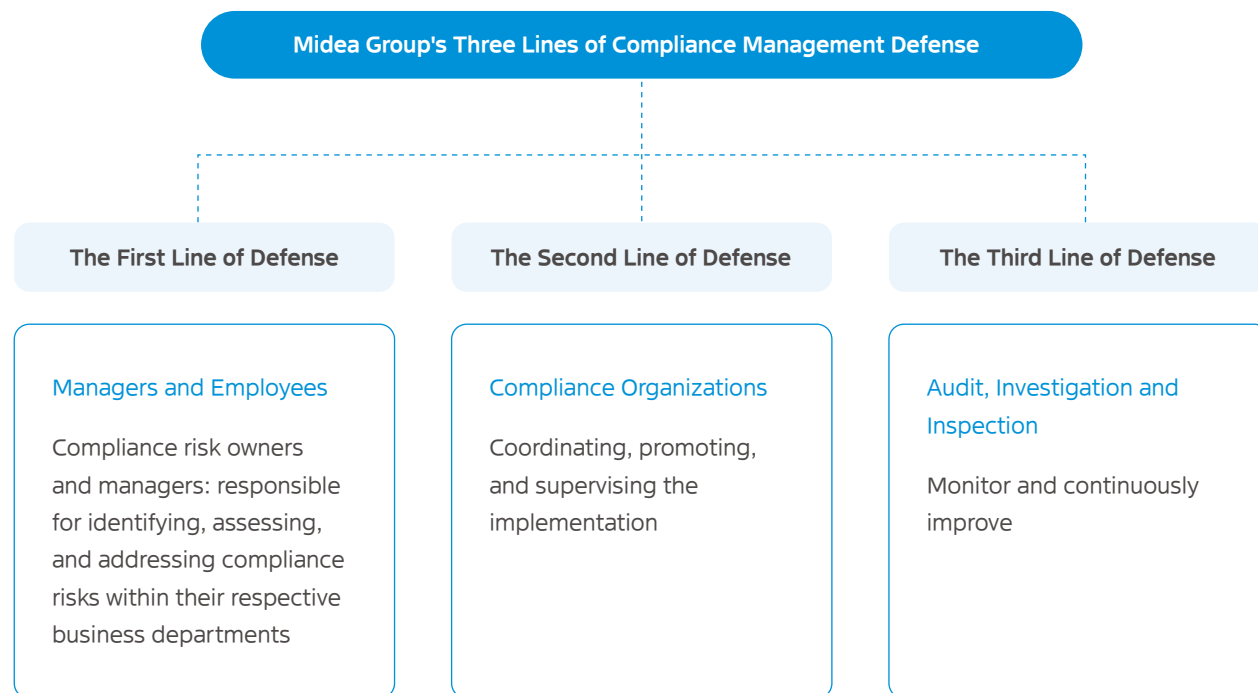 Midea Group's Three Lines of Compliance Management Defense
The First Line of Defense
Managers and Employees
Compliance risk owners
and managers: responsible
for identifying, assessing,
and addressing compliance
risks within their respective
business departments
The Second Line of Defense
Compliance Organizations
Coordinating, promoting,
and supervising the
implementation
The Third Line of Defense
Audit, Investigation and
Inspection
Monitor and continuously
improve